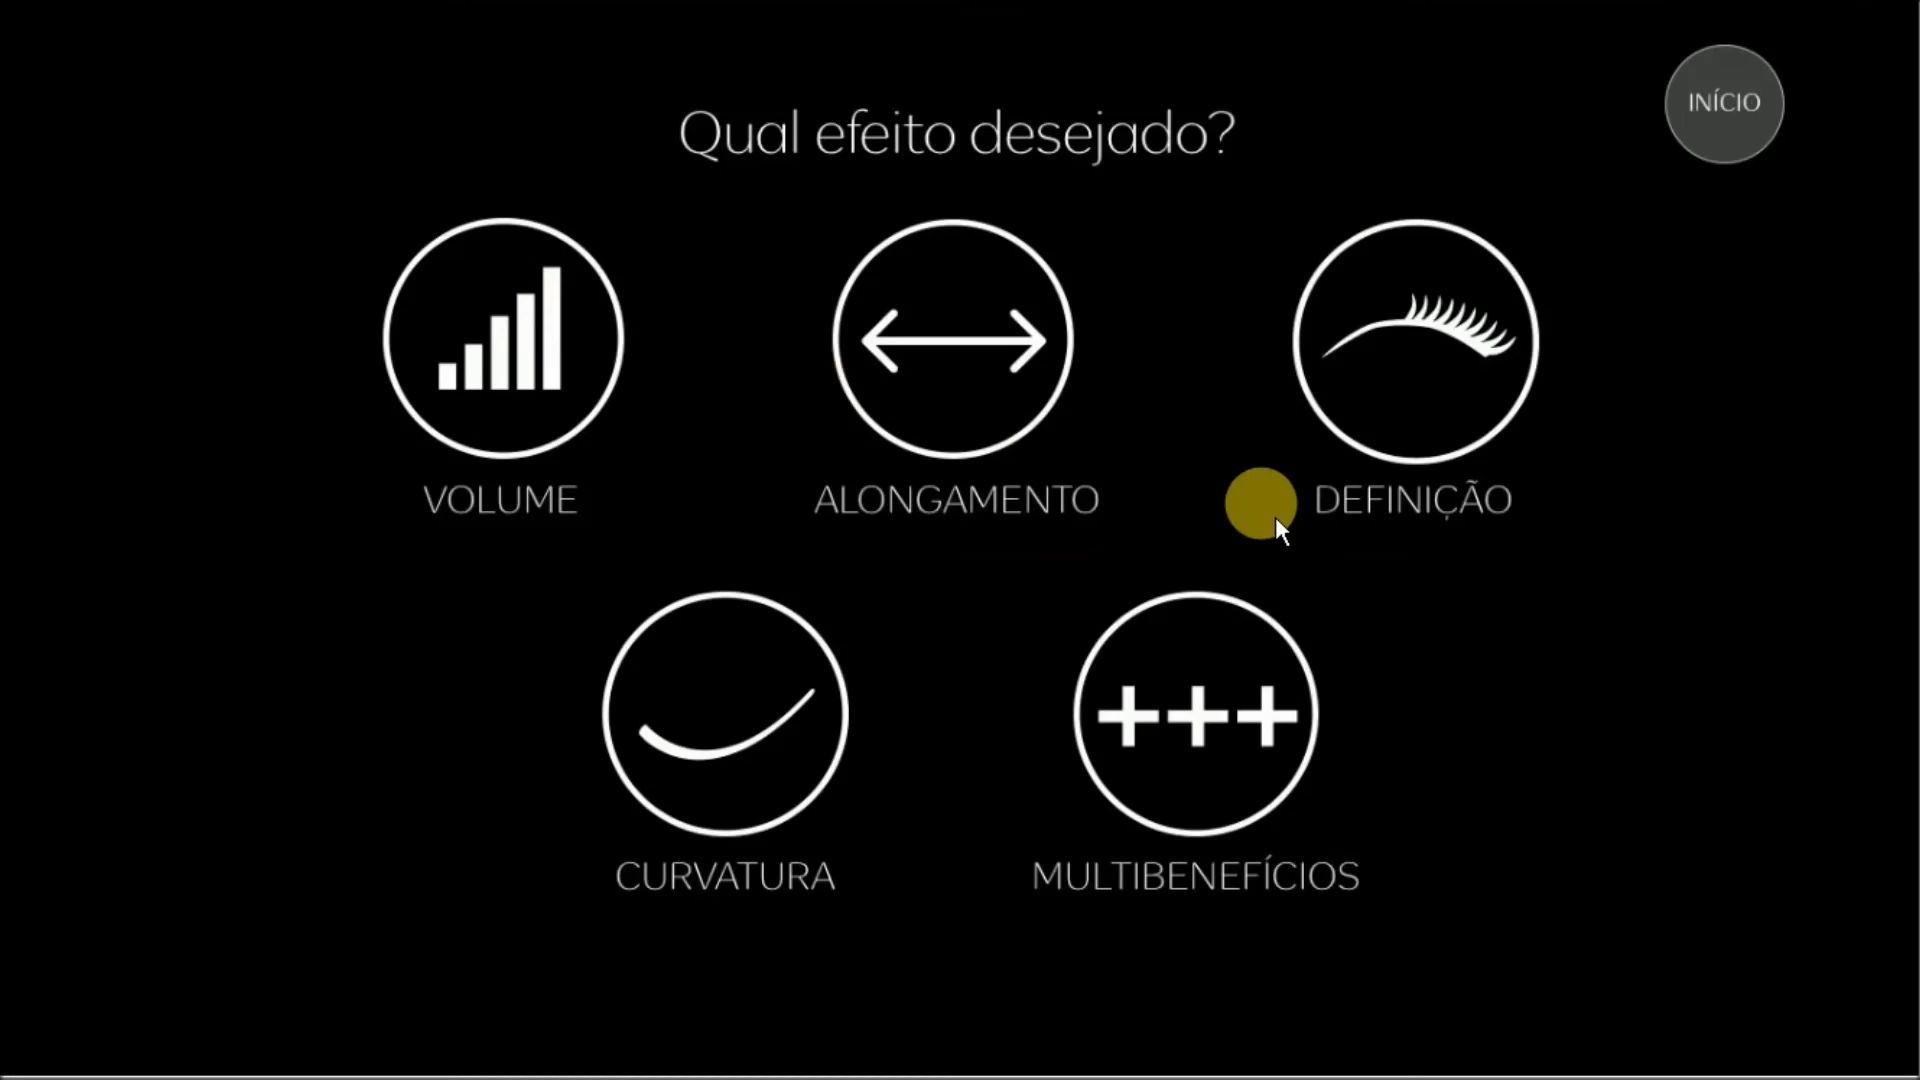 INÍCIO
Qual efeito desejado?
VOLUME
ALONGAMENTO
DEFINIÇÃO
CURVATURA
MULTIBENEFÍCIOS